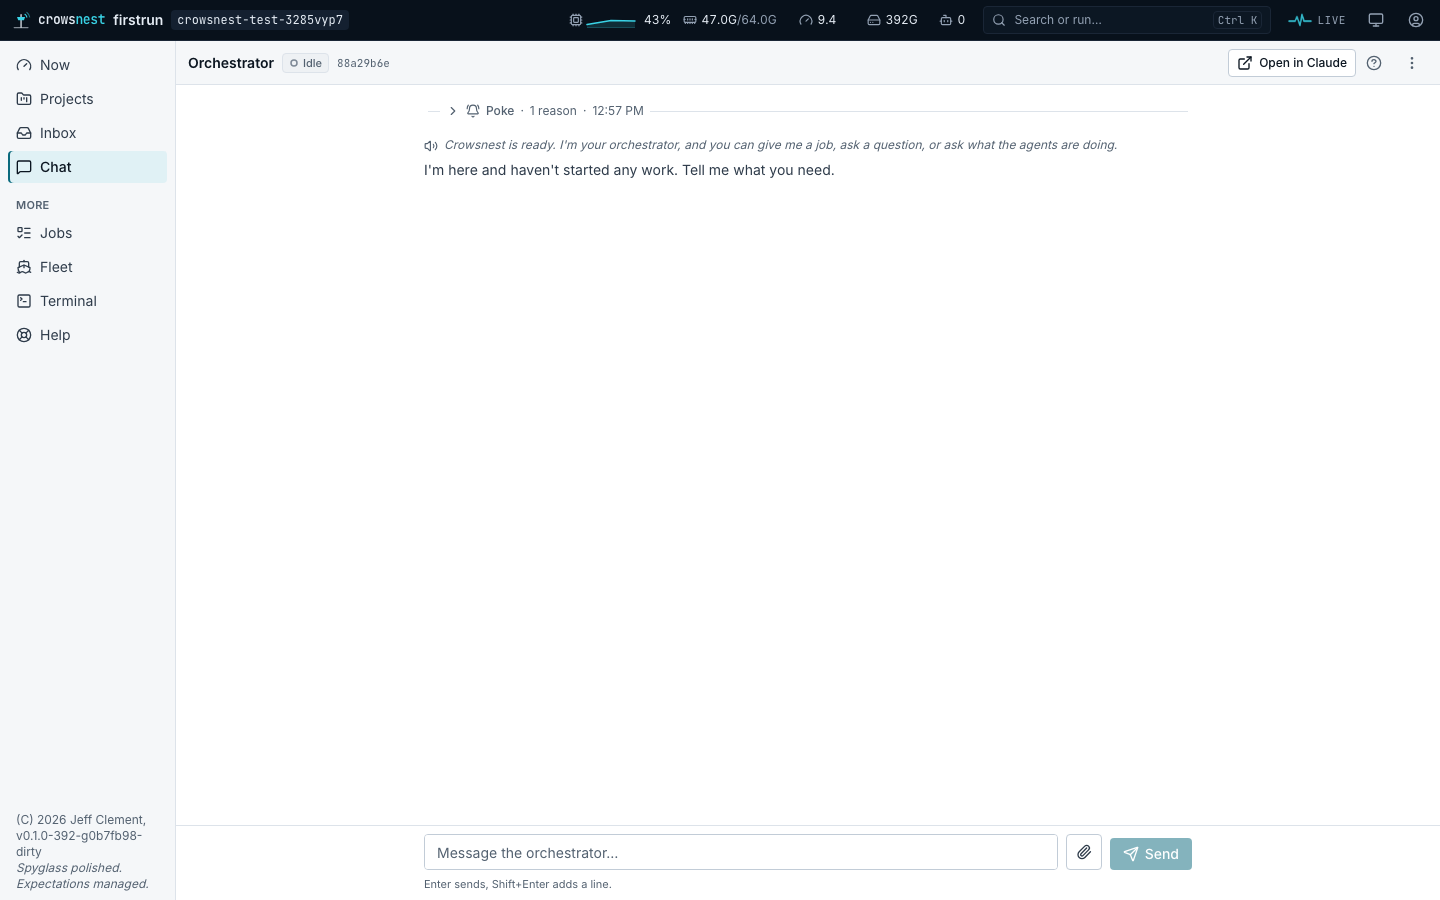 crowsnest firstrun crowsnest-test-3285vyp7
43% 47.0G/64.0G 9.4 392G 0
Search or run... Ctrl K
LIVE
Now
Projects
Inbox
Chat
MORE
Jobs
Fleet
Terminal
Help
(C) 2026 Jeff Clement,
v0.1.0-392-g0b7fb98-
dirty
Spyglass polished.
Expectations managed.
Orchestrator Idle 88a29b6e
Open in Claude
Poke · 1 reason · 12:57 PM
Crowsnest is ready. I'm your orchestrator, and you can give me a job, ask a question, or ask what the agents are doing.
I'm here and haven't started any work. Tell me what you need.
Message the orchestrator...
Send
Enter sends, Shift+Enter adds a line.